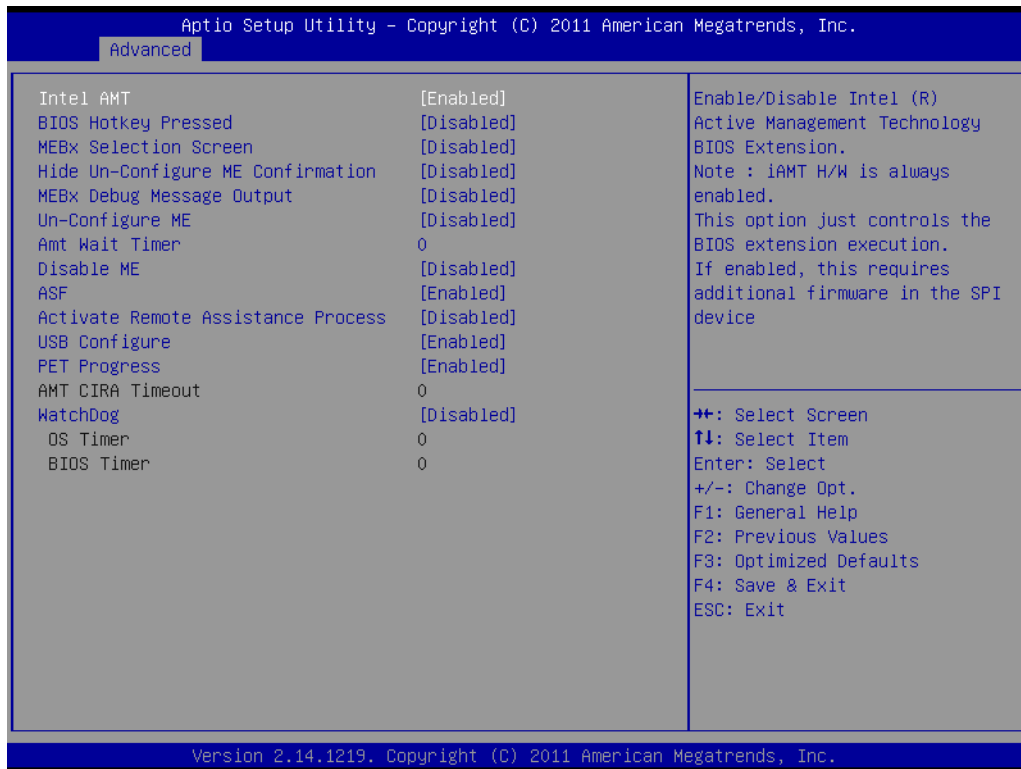 Aptio Setup Utility – Copyright (C) 2011 American Megatrends, Inc.
Advanced
Intel AMT [Enabled]
BIOS Hotkey Pressed [Disabled]
MEBx Selection Screen [Disabled]
Hide Un-Configure ME Confirmation [Disabled]
MEBx Debug Message Output [Disabled]
Un-Configure ME [Disabled]
Amt Wait Timer 0
Disable ME [Disabled]
ASF [Enabled]
Activate Remote Assistance Process [Disabled]
USB Configure [Enabled]
PET Progress [Enabled]
AMT CIRA Timeout 0
WatchDog [Disabled]
OS Timer 0
BIOS Timer 0
Enable/Disable Intel (R)
Active Management Technology
BIOS Extension.
Note : iAMT H/W is always
enabled.
This option just controls the
BIOS extension execution.
If enabled, this requires
additional firmware in the SPI
device
→←: Select Screen
↑↓: Select Item
Enter: Select
+/-: Change Opt.
F1: General Help
F2: Previous Values
F3: Optimized Defaults
F4: Save & Exit
ESC: Exit
Version 2.14.1219. Copyright (C) 2011 American Megatrends, Inc.